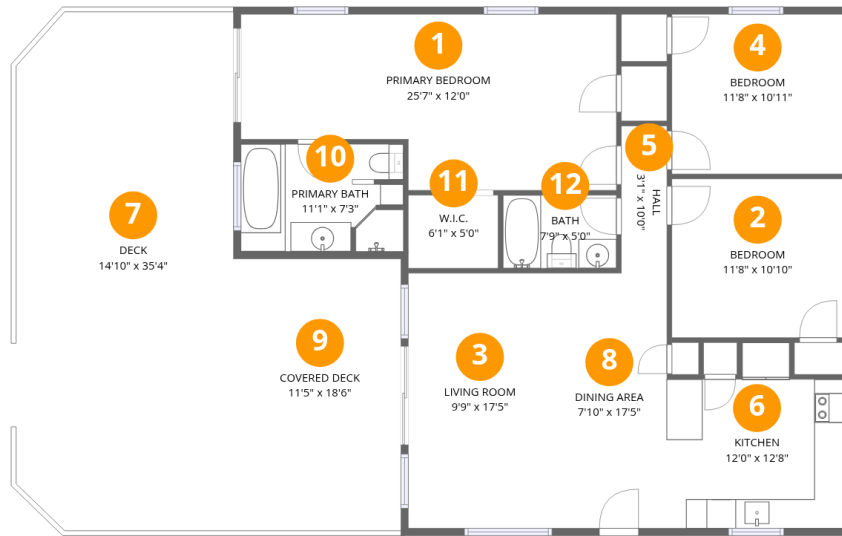 1
PRIMARY BEDROOM
25'7" x 12'0"
4
BEDROOM
11'8" x 10'11"
5
HALL
3'1" x 10'0"
10
PRIMARY BATH
11'1" x 7'3"
11
W.I.C.
6'1" x 5'0"
12
BATH
7'9" x 5'0"
7
DECK
14'10" x 35'4"
2
BEDROOM
11'8" x 10'10"
9
COVERED DECK
11'5" x 18'6"
3
LIVING ROOM
9'9" x 17'5"
8
DINING AREA
7'10" x 17'5"
6
KITCHEN
12'0" x 12'8"